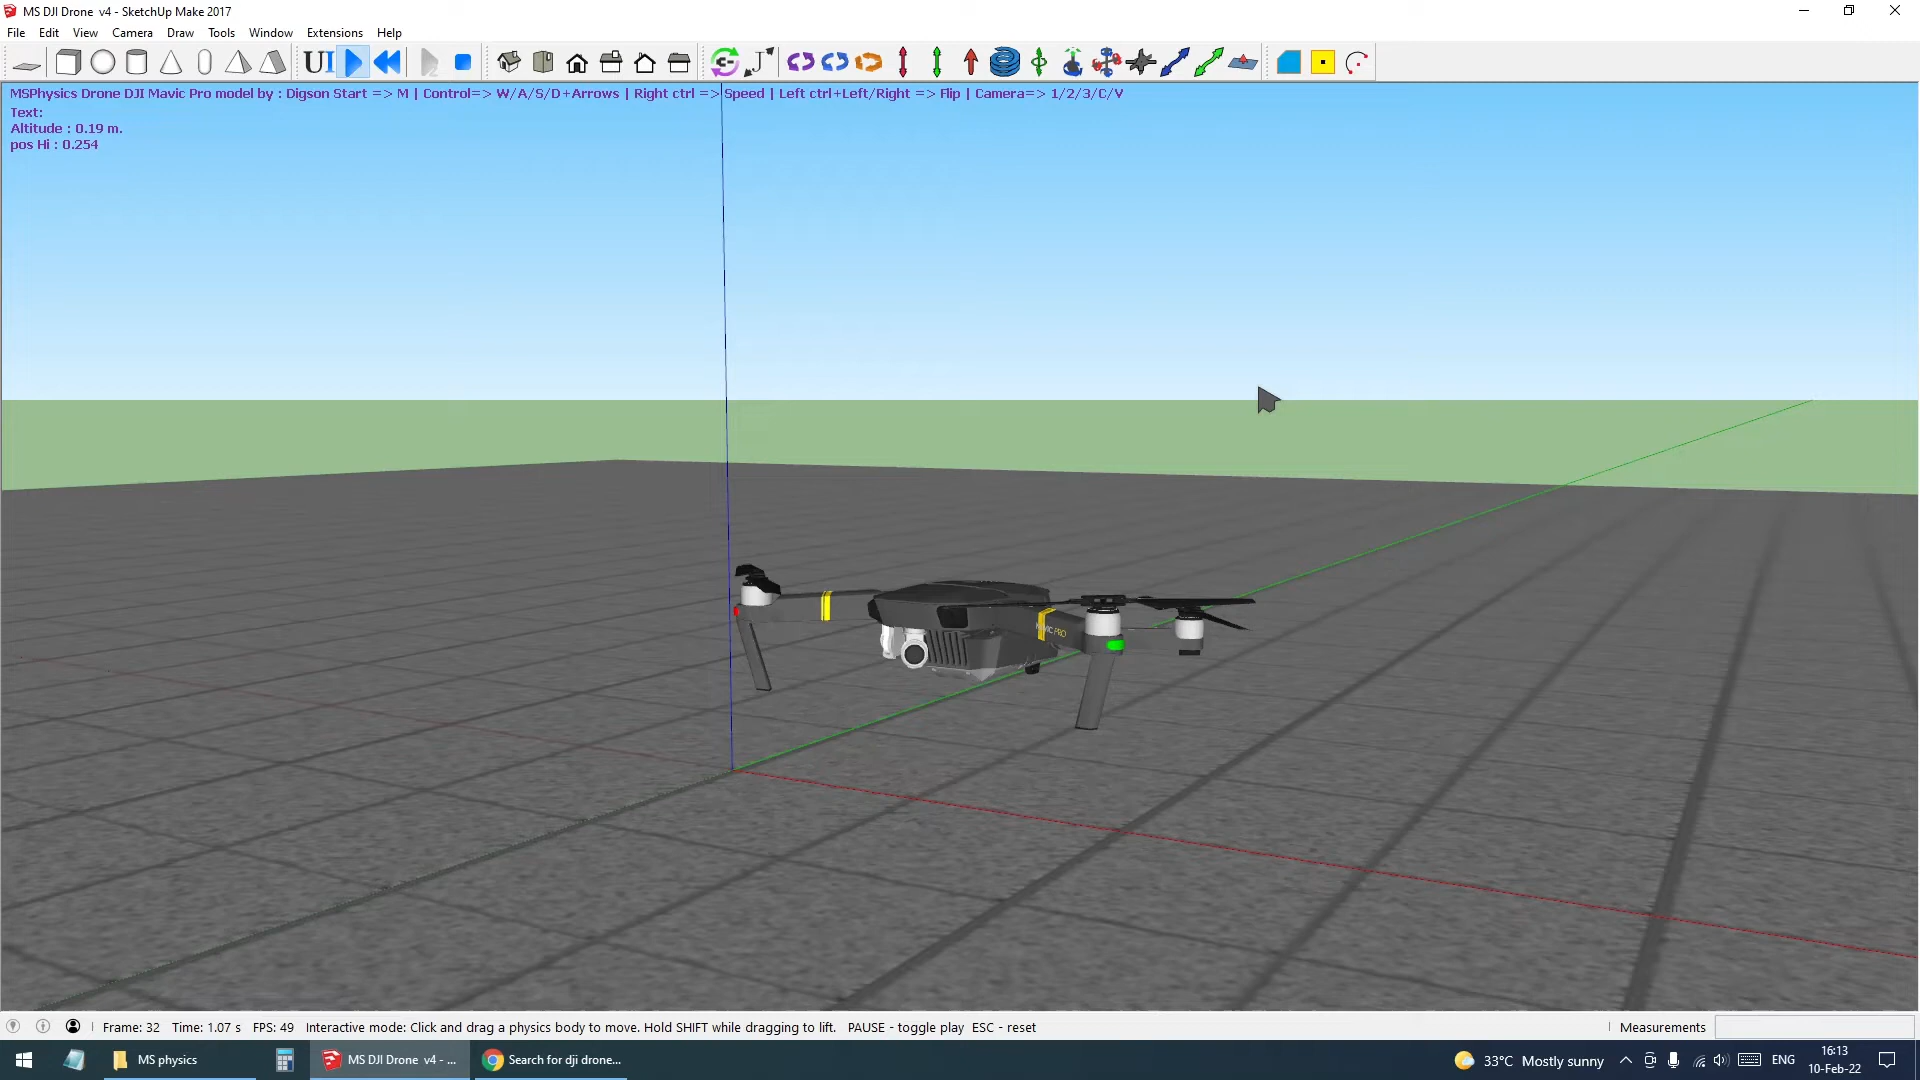 MS DJI Drone v4 - SketchUp Make 2017
File Edit View Camera Draw Tools Window Extensions Help
UI
MSPhysics Drone DJI Mavic Pro model by : Digson Start => M | Control=> W/A/S/D+Arrows | Right ctrl => Speed | Left ctrl+Left/Right => Flip | Camera=> 1/2/3/C/V
Text:
Altitude : 0.19 m.
pos Hi : 0.254
MAVIC PRO
Frame: 32 Time: 1.07 s FPS: 49 Interactive mode: Click and drag a physics body to move. Hold SHIFT while dragging to lift. PAUSE - toggle play ESC - reset
Measurements
MS physics
MS DJI Drone v4 - ...
Search for dji drone...
33°C Mostly sunny
ENG
16:13
10-Feb-22